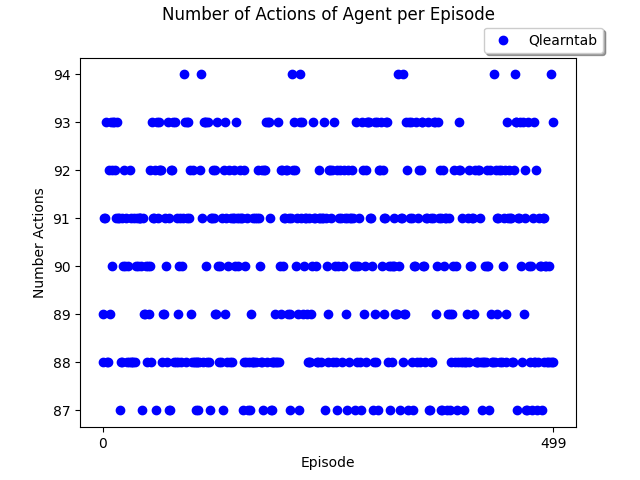 Number of Actions of Agent per Episode
Qlearntab
94
93
92
91
90
89
88
87
Number Actions
0 499
Episode